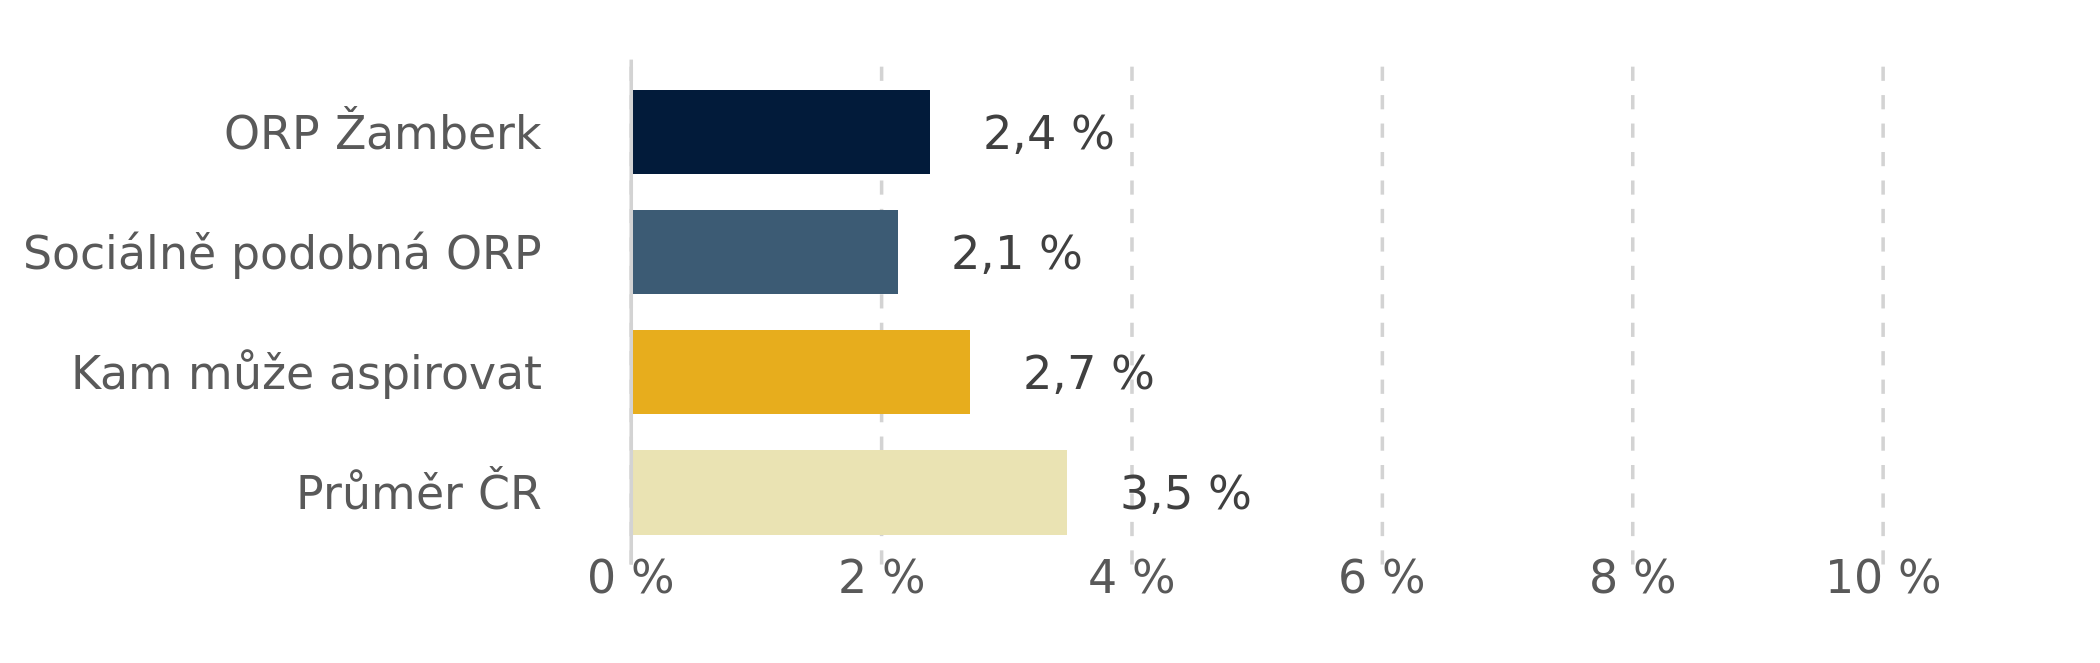 ORP Žamberk 2,4 %
Sociálně podobná ORP 2,1 %
Kam může aspirovat 2,7 %
Průměr ČR 3,5 %
0 % 2 % 4 % 6 % 8 % 10 %